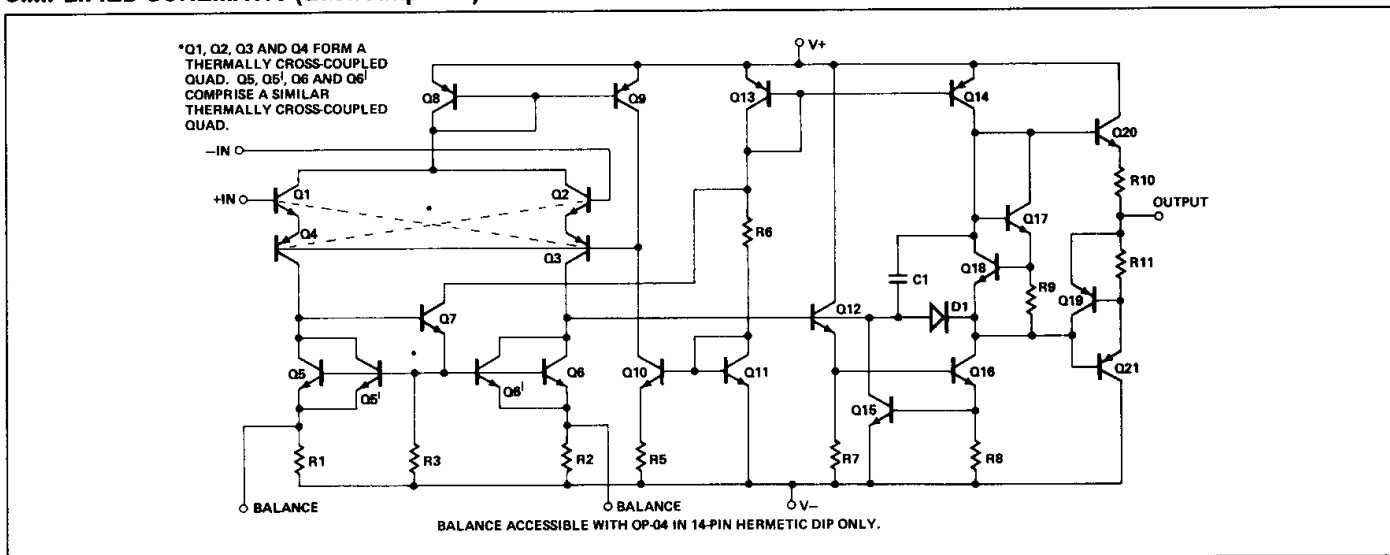 *Q1, Q2, Q3 AND Q4 FORM A
THERMALLY CROSS-COUPLED
QUAD. Q5, Q5', Q6 AND Q6'
COMPRISE A SIMILAR
THERMALLY CROSS-COUPLED
QUAD.
V+
Q8
Q9
Q13
Q14
Q20
-IN
R10
+IN
Q1
Q2
Q17
OUTPUT
*
Q4
Q3
R6
R11
Q18
C1
R9
Q19
Q7
Q12
D1
*
Q5
Q5'
Q6'
Q6
Q10
Q11
Q16
Q21
Q15
R1
R3
R2
R5
R7
R8
BALANCE
BALANCE
V-
BALANCE ACCESSIBLE WITH OP-04 IN 14-PIN HERMETIC DIP ONLY.